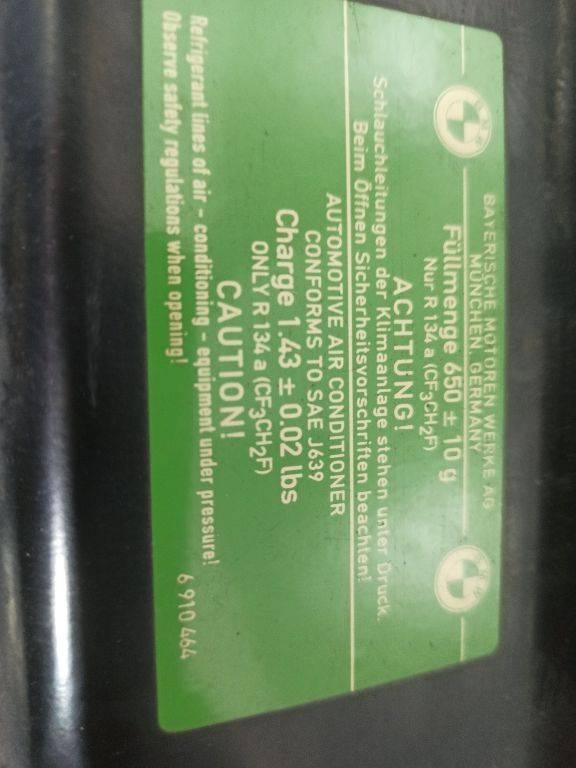 BAYERISCHE MOTOREN WERKE AG
MÜNCHEN, GERMANY
Füllmenge 650 ± 10 g
Nur R 134 a (CF3CH2F)
ACHTUNG!
Schlauchleitungen der Klimaanlage stehen unter Druck.
Beim Öffnen Sicherheitsvorschriften beachten!
AUTOMOTIVE AIR CONDITIONER
CONFORMS TO SAE J639
Charge 1.43 ± 0.02 lbs
ONLY R 134 a (CF3CH2F)
CAUTION!
Refrigerant lines of air - conditioning - equipment under pressure!
Observe safety regulations when opening!
6 910 464